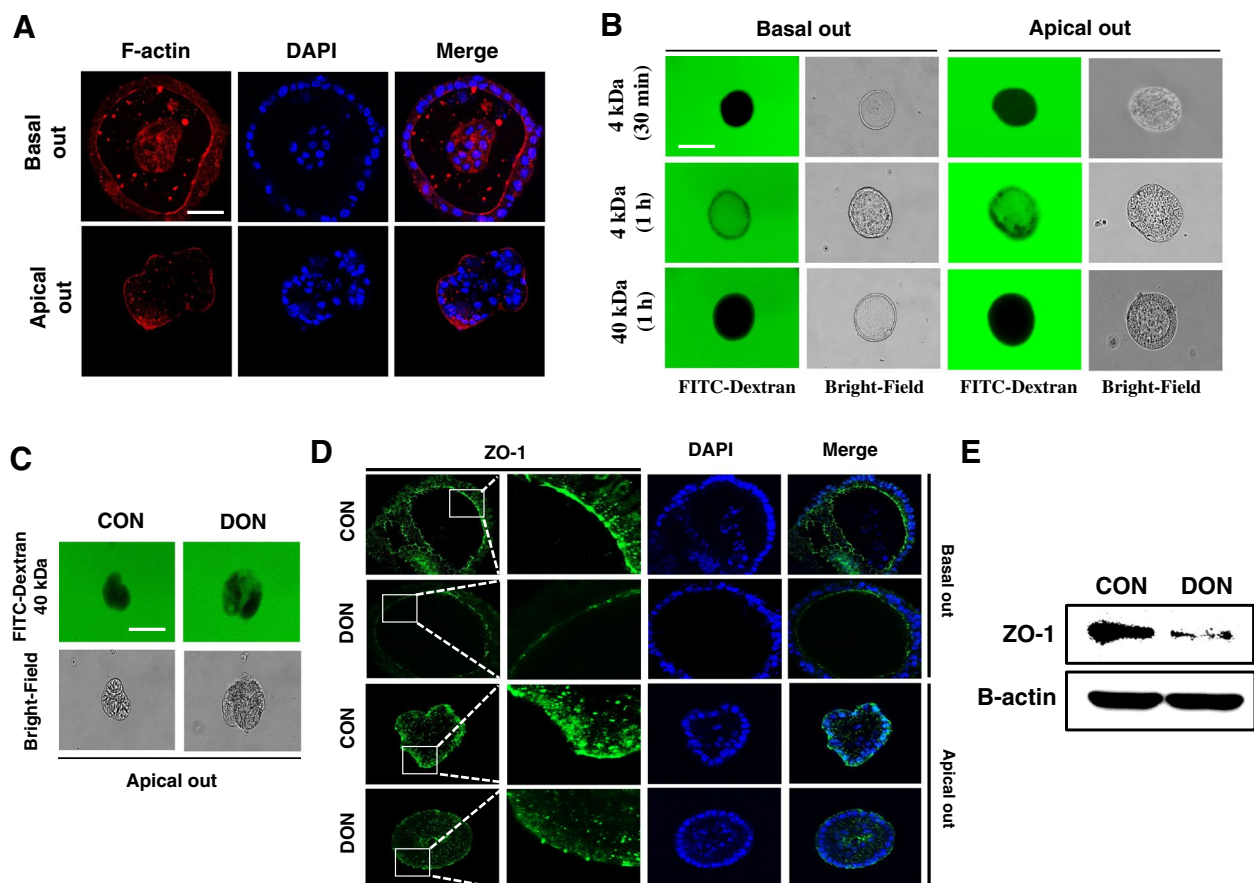 A
F-actin
DAPI
Merge
Basal
out
Apical
out
B
Basal out
Apical out
4 kDa
(30 min)
4 kDa
(1 h)
40 kDa
(1 h)
FITC-Dextran
Bright-Field
FITC-Dextran
Bright-Field
C
CON
DON
FITC-Dextran
40 kDa
Bright-Field
Apical out
D
ZO-1
DAPI
Merge
CON
DON
CON
DON
Basal out
Apical out
E
CON
DON
ZO-1
B-actin